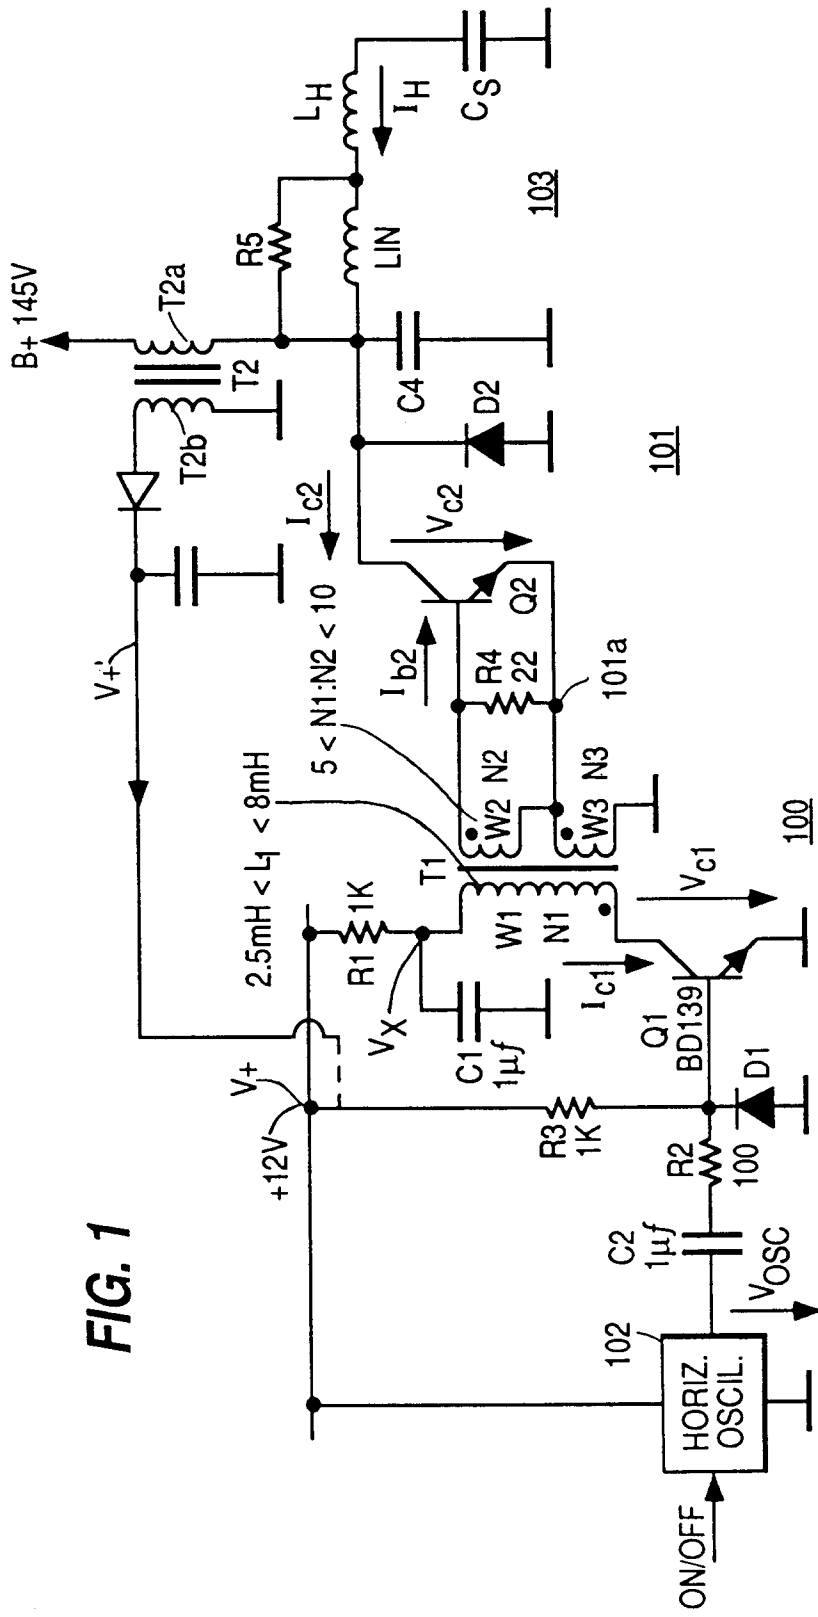 FIG. 1
B+ 145V
T2a
T2
T2b
V+'
V+
+12V
2.5mH < L1 < 8mH
5 < N1:N2 < 10
R5
LH
LIN
IH
CS
103
C4
D2
101
Ic2
Vc2
Q2
Ib2
R4
22
101a
R1
1K
VX
C1
1μf
T1
W1
N1
W2
N2
W3
N3
Ic1
Vc1
100
Q1
BD139
D1
R3
1K
R2
100
C2
1μf
VOSC
102
HORIZ.
OSCIL.
ON/OFF